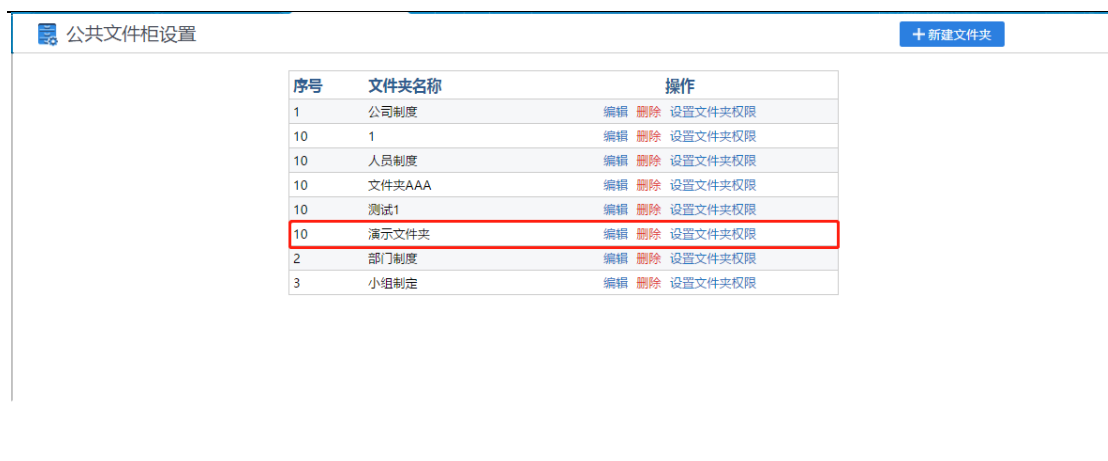 公共文件柜设置
新建文件夹
序号 文件夹名称 操作
1 公司制度 编辑 删除 设置文件夹权限
10 1 编辑 删除 设置文件夹权限
10 人员制度 编辑 删除 设置文件夹权限
10 文件夹AAA 编辑 删除 设置文件夹权限
10 测试1 编辑 删除 设置文件夹权限
10 演示文件夹 编辑 删除 设置文件夹权限
2 部门制度 编辑 删除 设置文件夹权限
3 小组制定 编辑 删除 设置文件夹权限